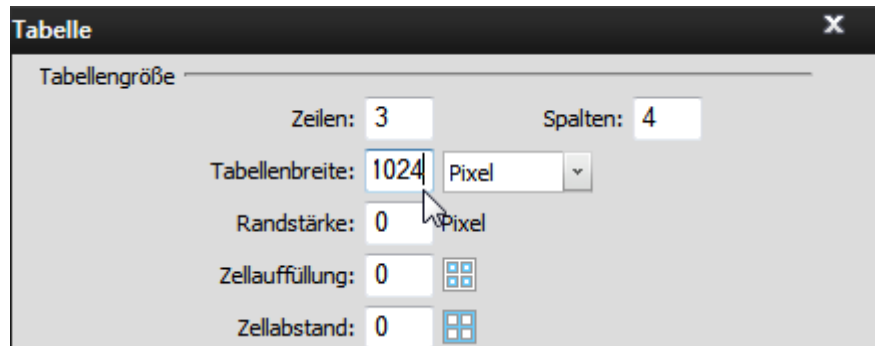 Tabelle
Tabellengröße
Zeilen: 3 Spalten: 4
Tabellenbreite: 1024 Pixel
Randstärke: 0 Pixel
Zellauffüllung: 0
Zellabstand: 0